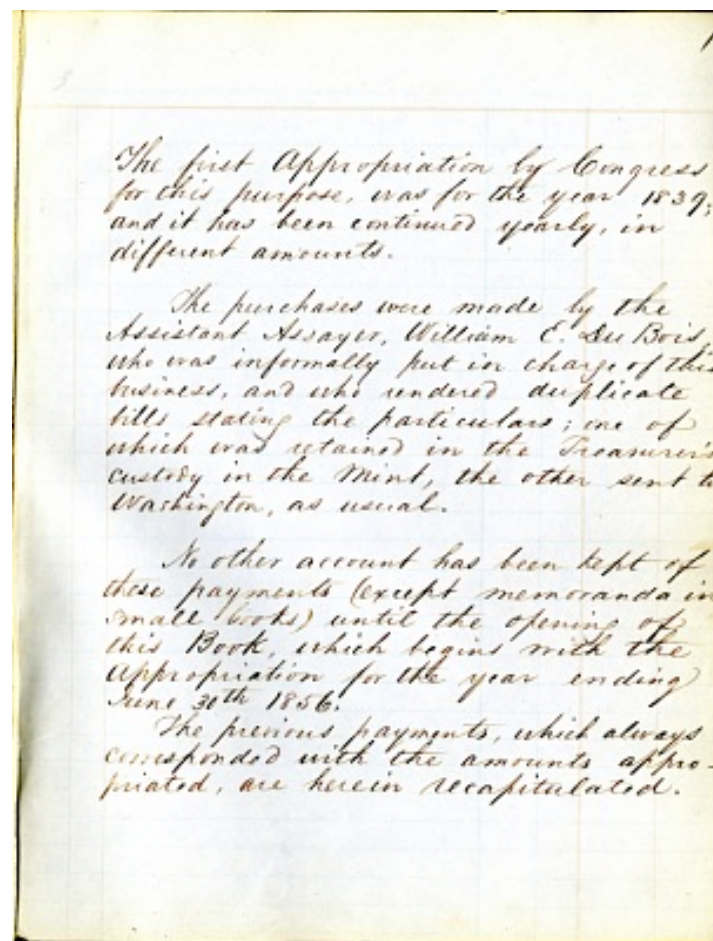 The first Appropriation by Congress
for this purpose, was for the year 1839;
and it has been continued yearly, in
different amounts.
The purchases were made by the
Assistant Assayer, William E. Du Bois,
who was informally put in charge of this
business, and who rendered duplicate
bills stating the particulars; one of
which was retained in the Treasurer's
custody in the Mint, the other sent to
Washington, as usual.
No other account has been kept of
these payments (except memoranda in
small books) until the opening of
this Book, which begins with the
Appropriation for the year ending
June 30th 1856.
The previous payments, which always
corresponded with the amounts appro-
priated, are herein recapitulated.